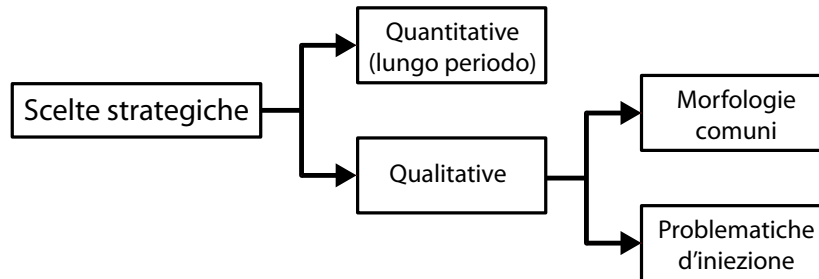 Quantitative
(lungo periodo)
Scelte strategiche
Morfologie
comuni
Qualitative
Problematiche
d'iniezione